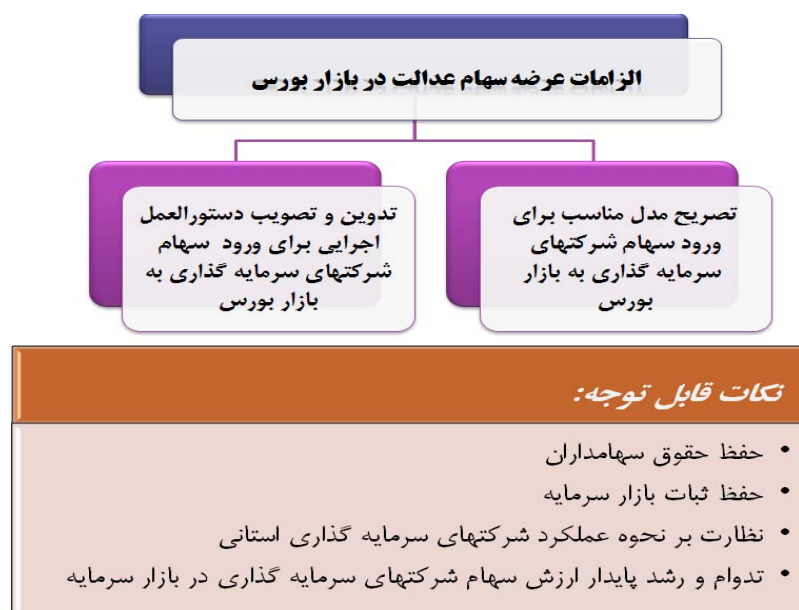 الزامات عرضه سهام عدالت در بازار بورس
تصریح مدل مناسب برای
ورود سهام شرکتهای
سرمایه گذاری به بازار
بورس
تدوین و تصویب دستورالعمل
اجرایی برای ورود سهام
شرکتهای سرمایه گذاری به
بازار بورس
نکات قابل توجه:
• حفظ حقوق سهامداران
• حفظ ثبات بازار سرمایه
• نظارت بر نحوه عملکرد شرکتهای سرمایه گذاری استانی
• تدوام و رشد پایدار ارزش سهام شرکتهای سرمایه گذاری در بازار سرمایه